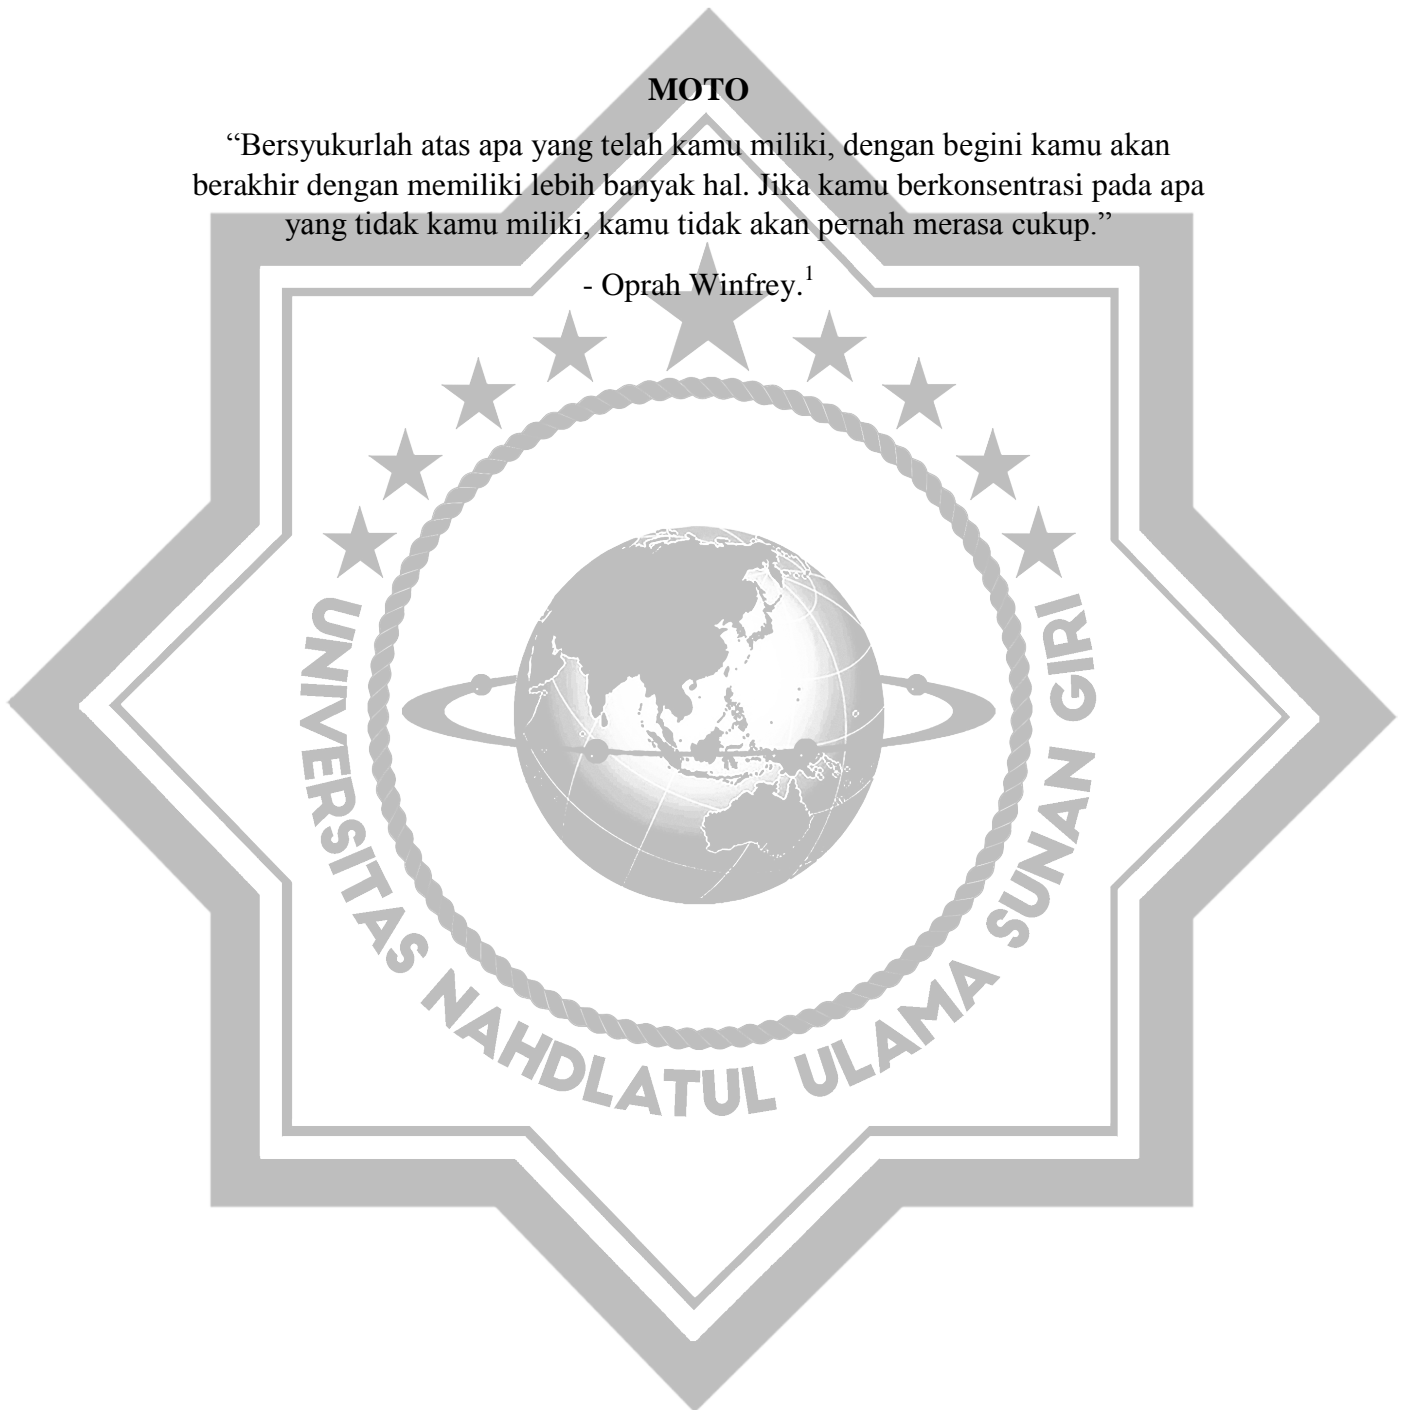 MOTO
“Bersyukurlah atas apa yang telah kamu miliki, dengan begini kamu akan
berakhir dengan memiliki lebih banyak hal. Jika kamu berkonsentrasi pada apa
yang tidak kamu miliki, kamu tidak akan pernah merasa cukup.”
- Oprah Winfrey.1
UNIVERSITAS NAHDLATUL ULAMA SUNAN GIRI